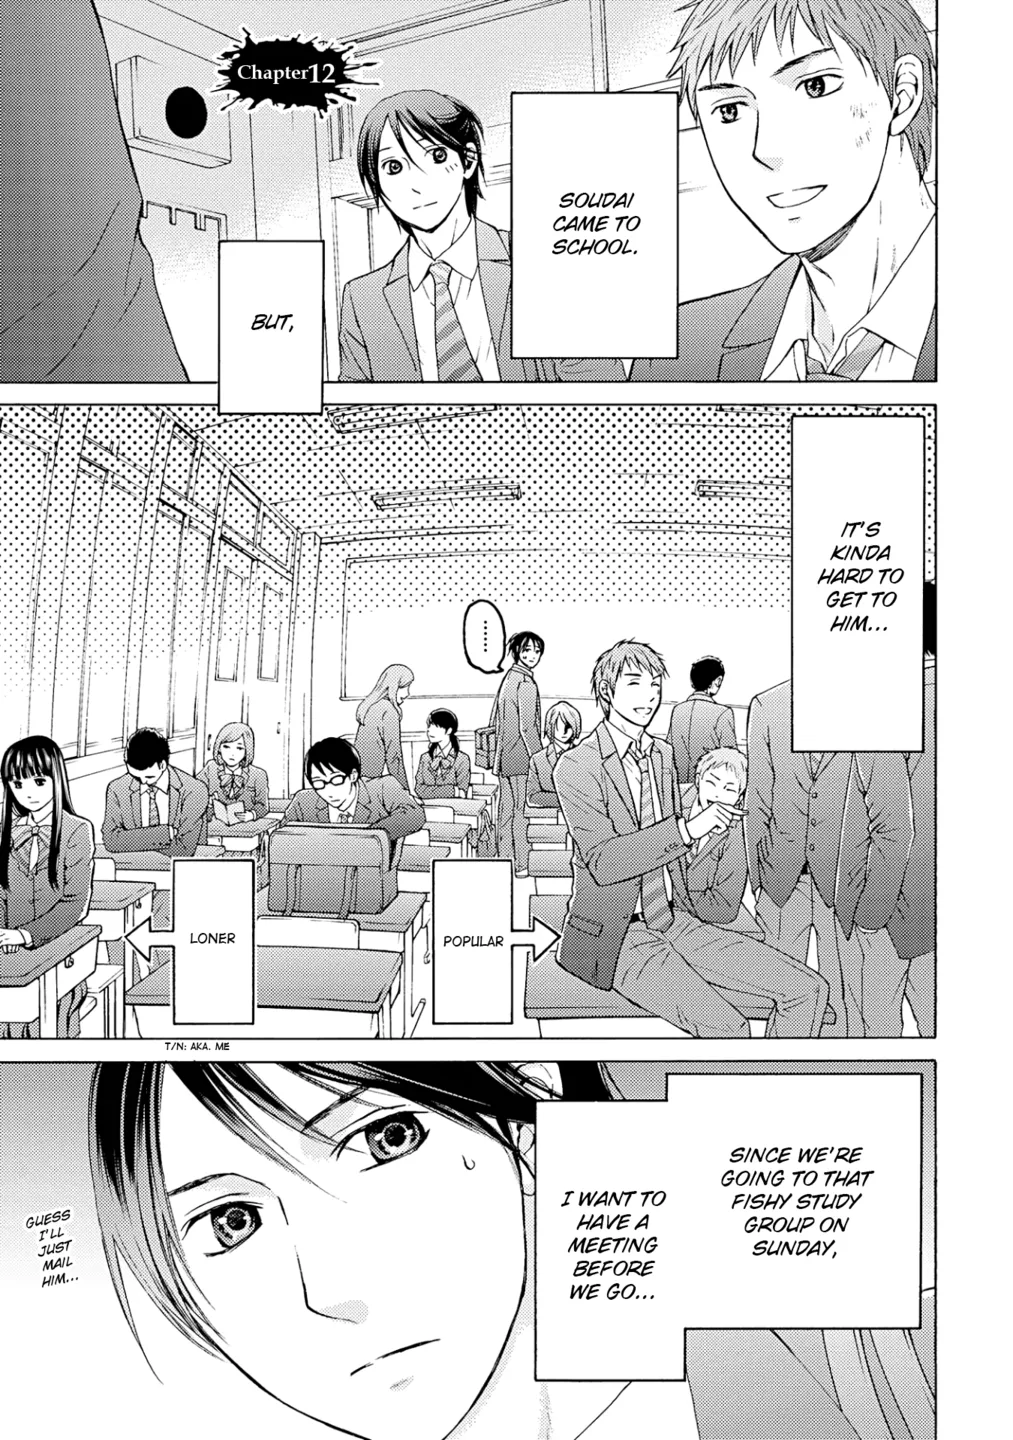 Chapter 12
SOUDAI
CAME TO
SCHOOL.
BUT,
IT'S
KINDA
HARD TO
GET TO
HIM...
.......
POPULAR
LONER
T/N: AKA. ME
SINCE WE'RE
GOING TO THAT
FISHY STUDY
GROUP ON
SUNDAY,
I WANT TO
HAVE A
MEETING
BEFORE
WE GO...
GUESS
I'LL
JUST
MAIL
HIM...